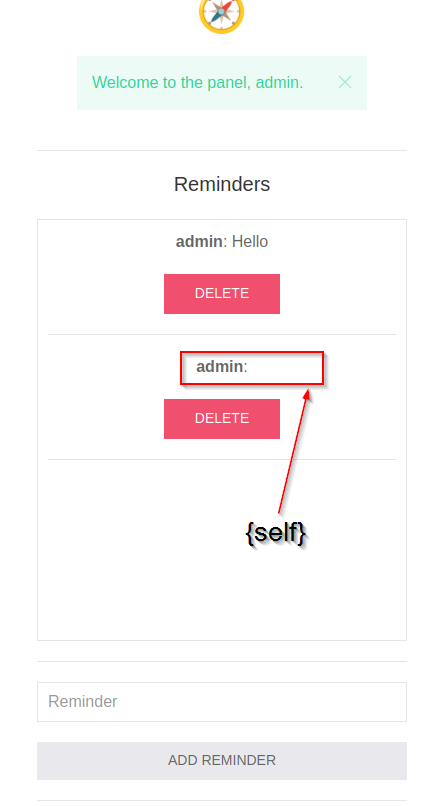 Welcome to the panel, admin.
Reminders
admin: Hello
DELETE
admin:
DELETE
{self}
Reminder
ADD REMINDER